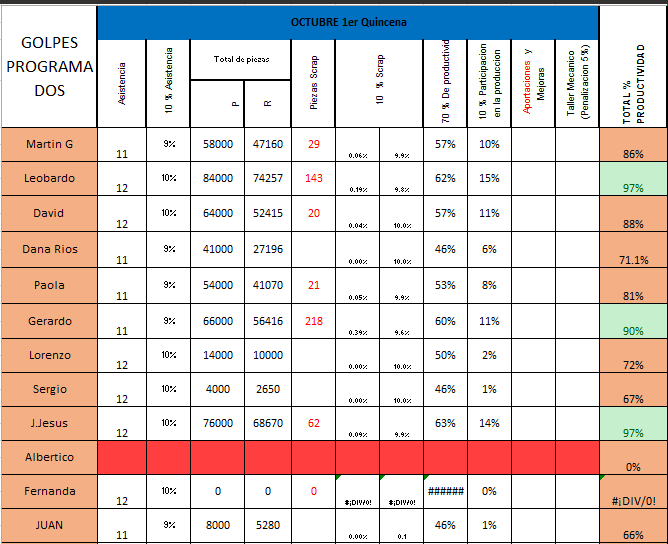 OCTUBRE 1er Quincena
GOLPES PROGRAMA DOS
Asistencia
10 % Asistencia
Total de piezas
P
R
Piezas Scrap
10 % Scrap
70 % De productivid
10 % Participacion en la produccion
Aportaciones y Mejoras
Taller Mecanico (Penalizacion 5%)
TOTAL % PRODUCTIVIDAD
Martin G 11 9% 58000 47160 29 0.06% 9.9% 57% 10% 86%
Leobardo 12 10% 84000 74257 143 0.19% 9.8% 62% 15% 97%
David 12 10% 64000 52415 20 0.04% 10.0% 57% 11% 88%
Dana Rios 11 9% 41000 27196 0.00% 10.0% 46% 6% 71.1%
Paola 11 9% 54000 41070 21 0.05% 9.9% 53% 8% 81%
Gerardo 11 9% 66000 56416 218 0.39% 9.6% 60% 11% 90%
Lorenzo 12 10% 14000 10000 0.00% 10.0% 50% 2% 72%
Sergio 12 10% 4000 2650 0.00% 10.0% 46% 1% 67%
J.Jesus 12 10% 76000 68670 62 0.09% 9.9% 63% 14% 97%
Albertico 0%
Fernanda 12 10% 0 0 0 #¡DIV/0! #¡DIV/0! ###### 0% #¡DIV/0!
JUAN 11 9% 8000 5280 0.00% 0.1 46% 1% 66%